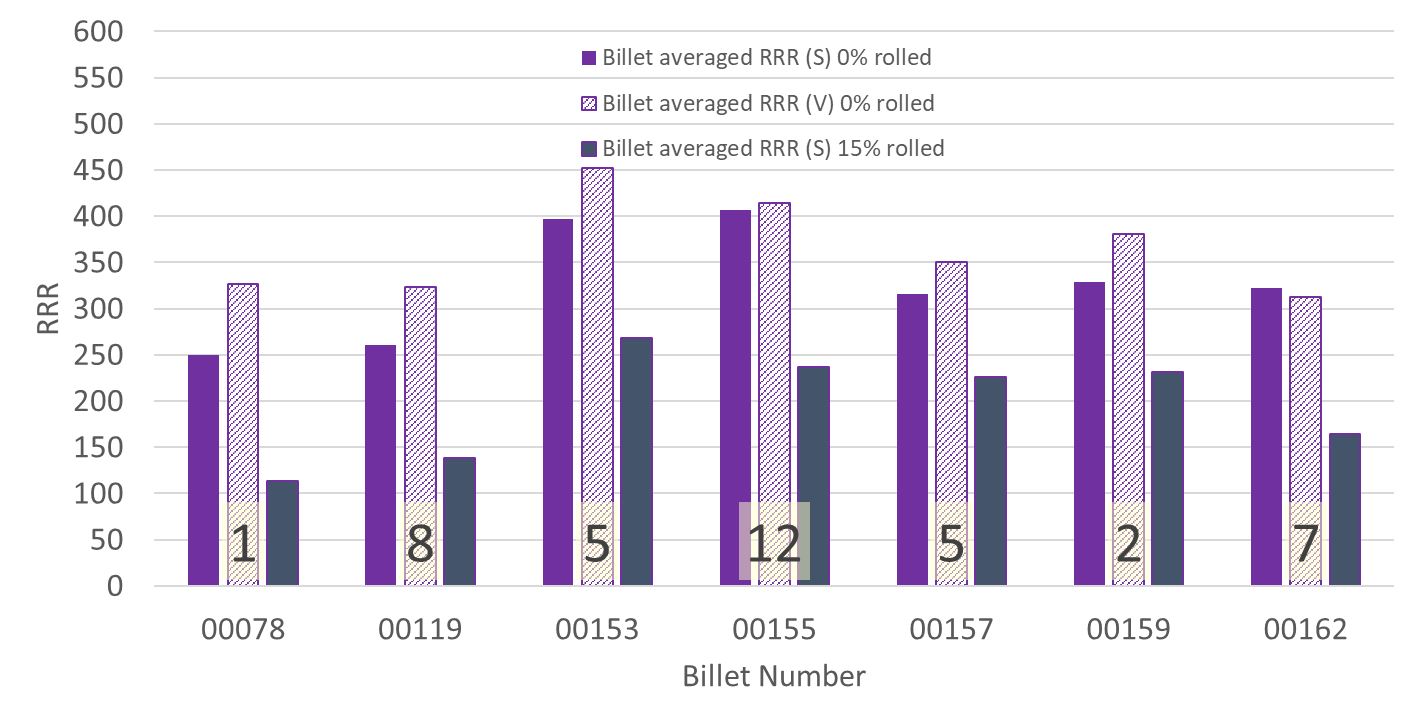 600
550
500
450
400
350
300
250
200
150
100
50
0
RRR
Billet averaged RRR (S) 0% rolled
Billet averaged RRR (V) 0% rolled
Billet averaged RRR (S) 15% rolled
1 8 5 12 5 2 7
00078 00119 00153 00155 00157 00159 00162
Billet Number